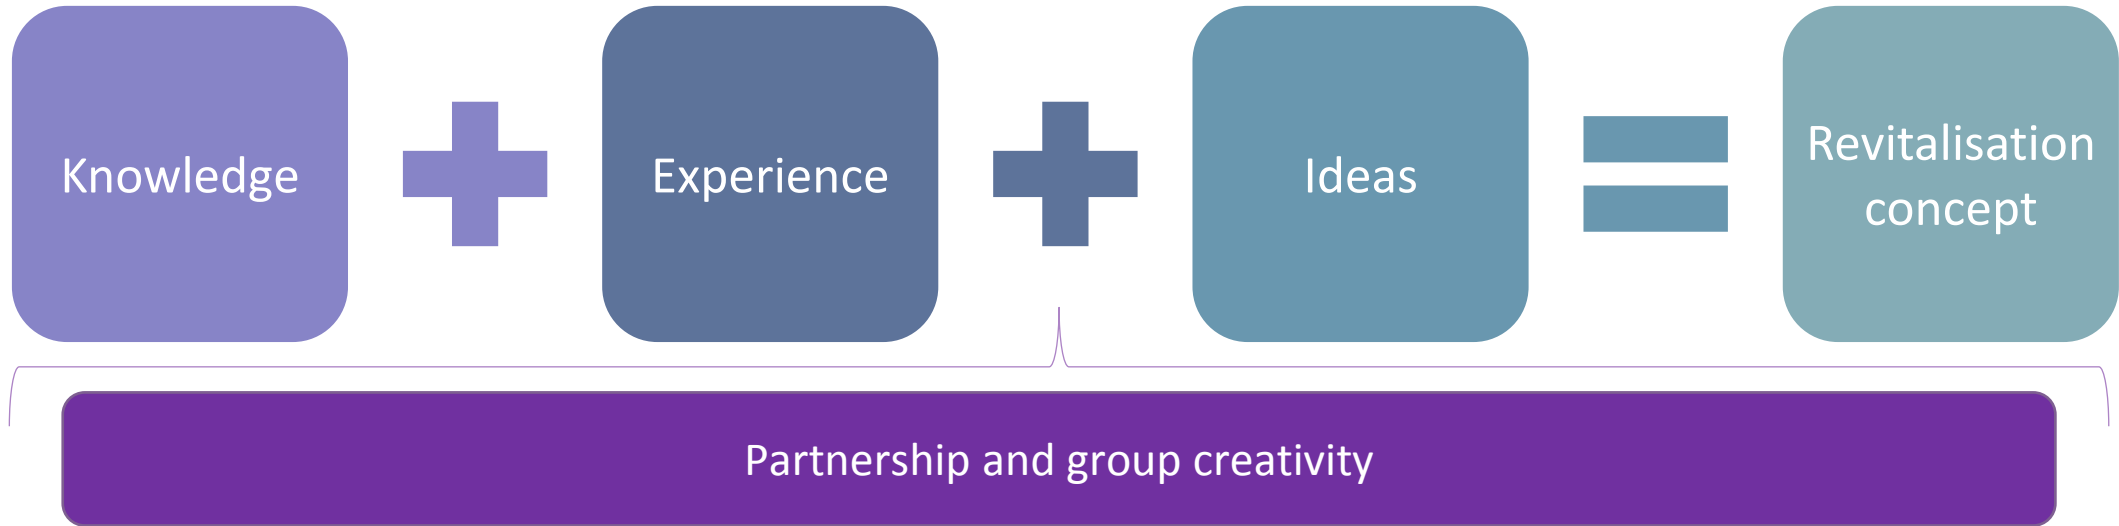 Knowledge
Experience
Ideas
Revitalisation
concept
Partnership and group creativity